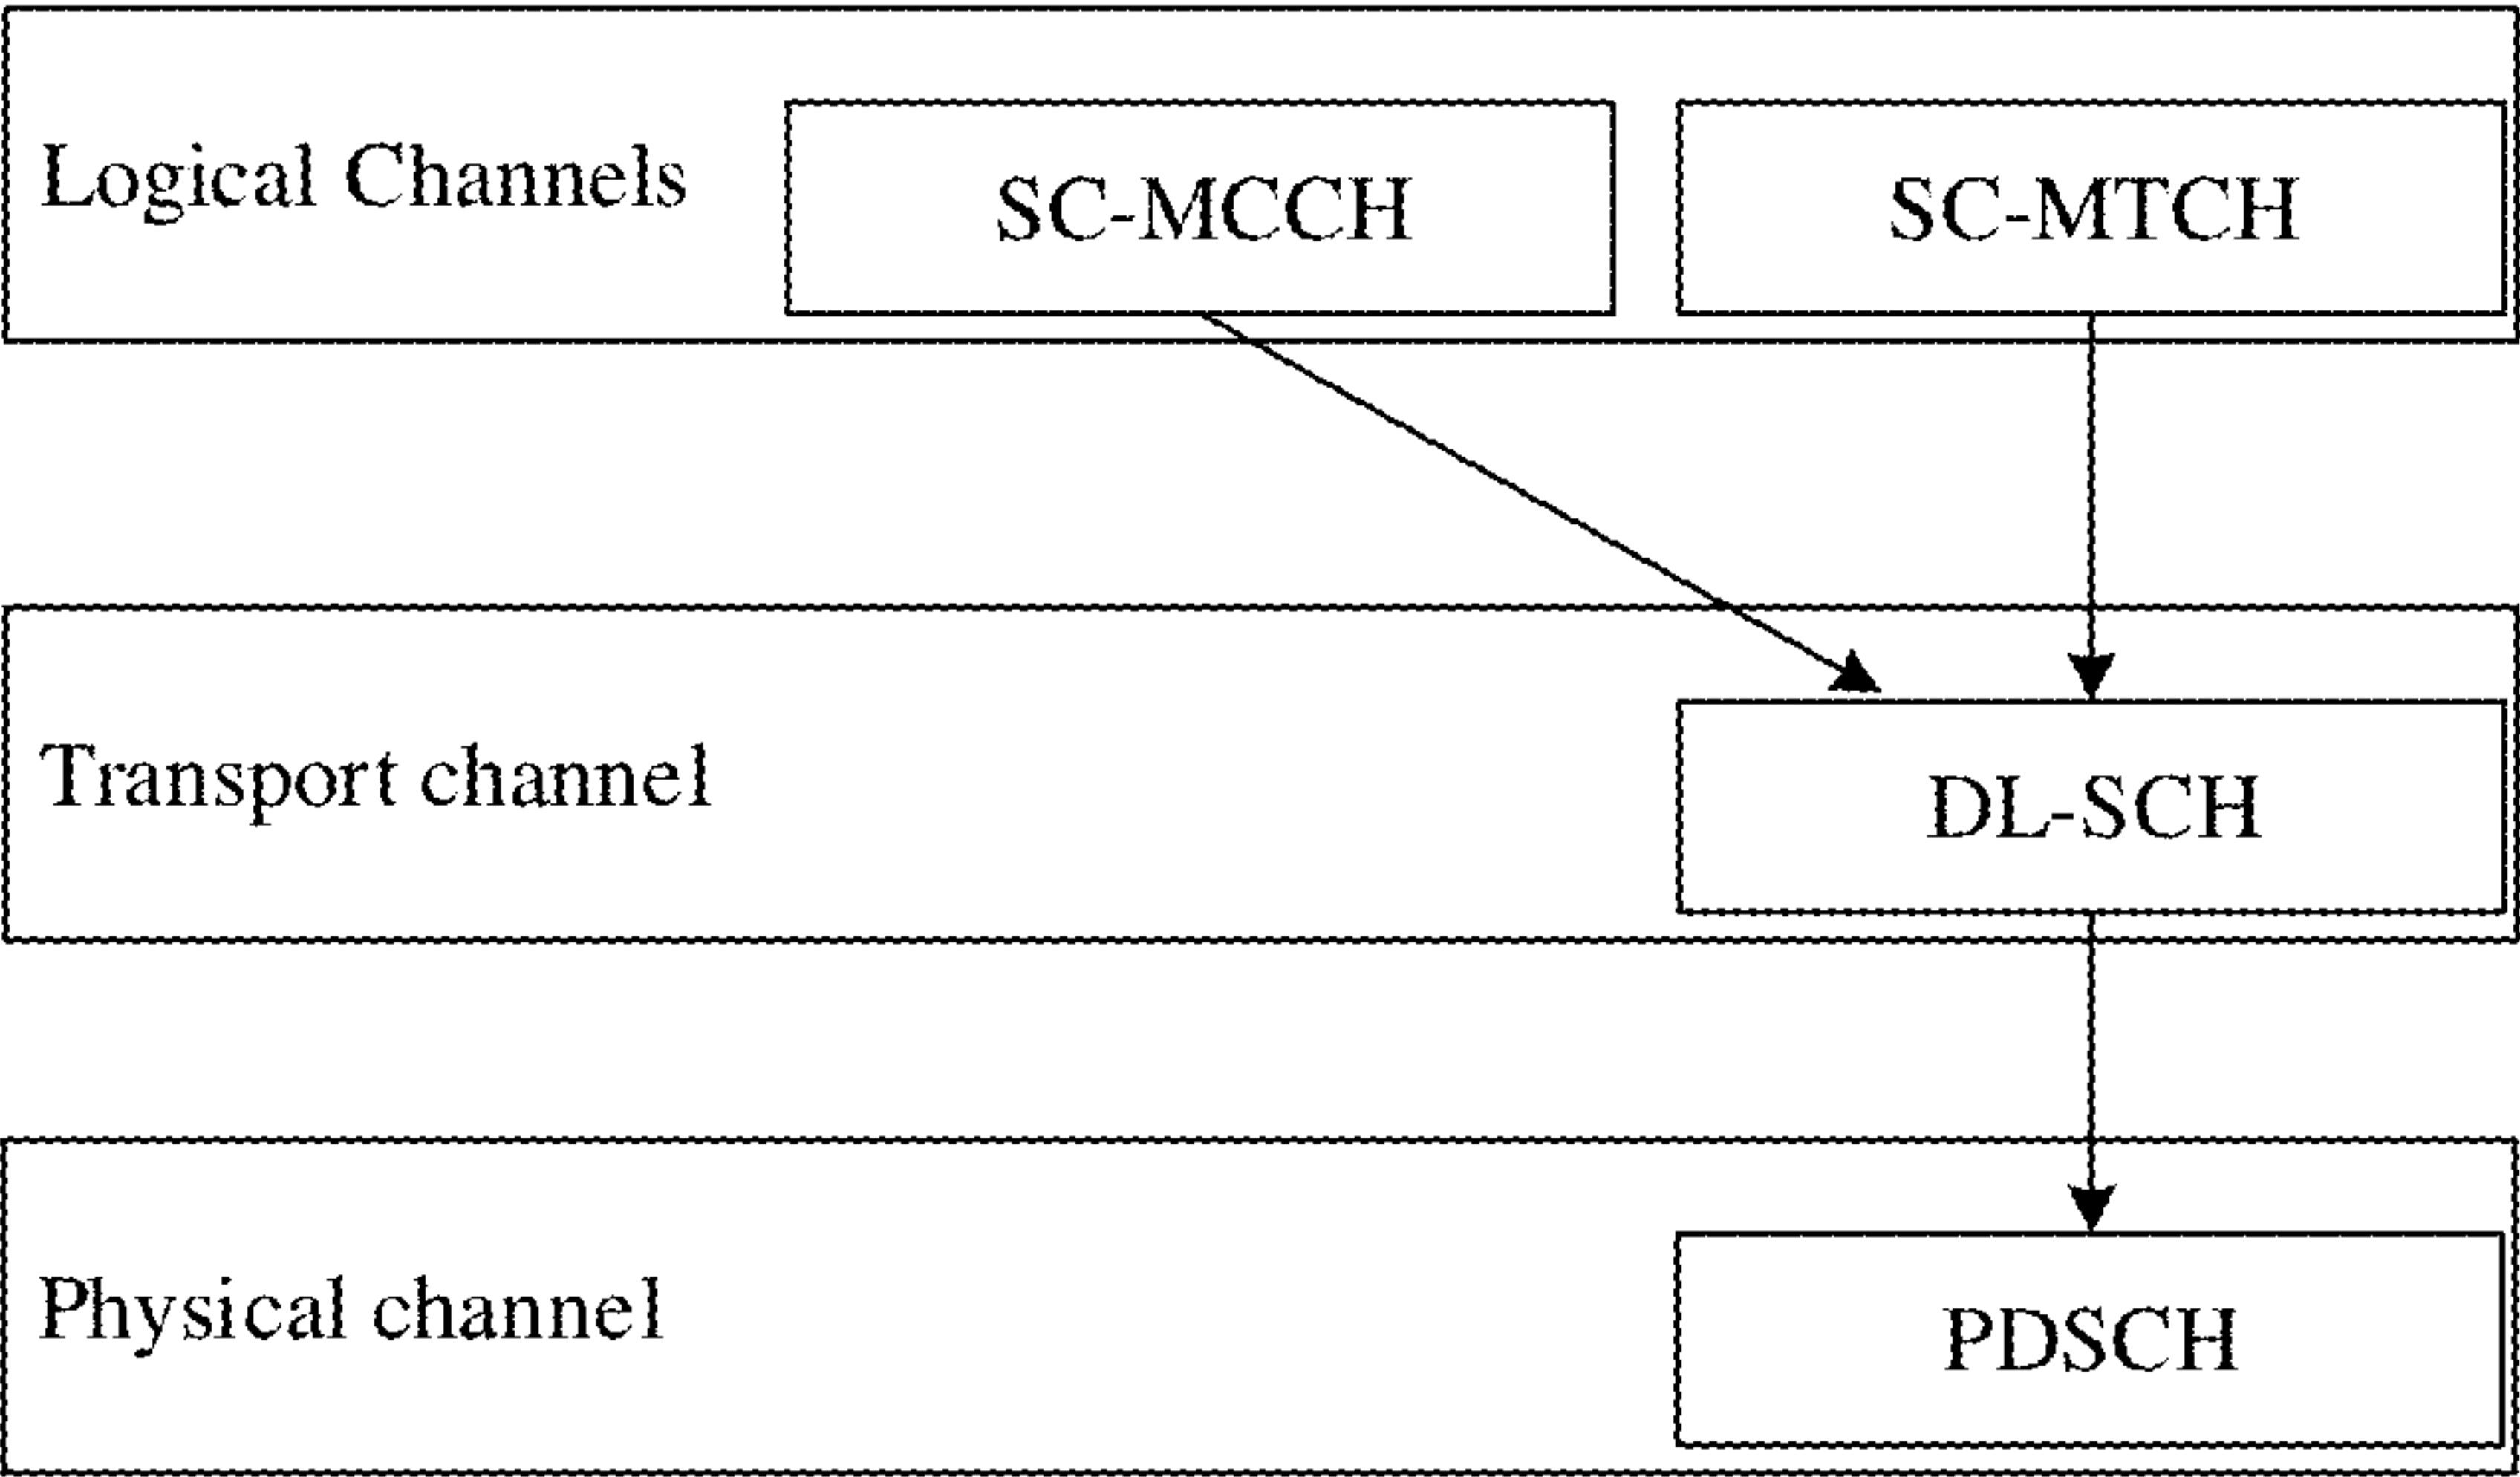 Logical Channels
SC-MCCH
SC-MTCH
Transport channel
DL-SCH
Physical channel
PDSCH